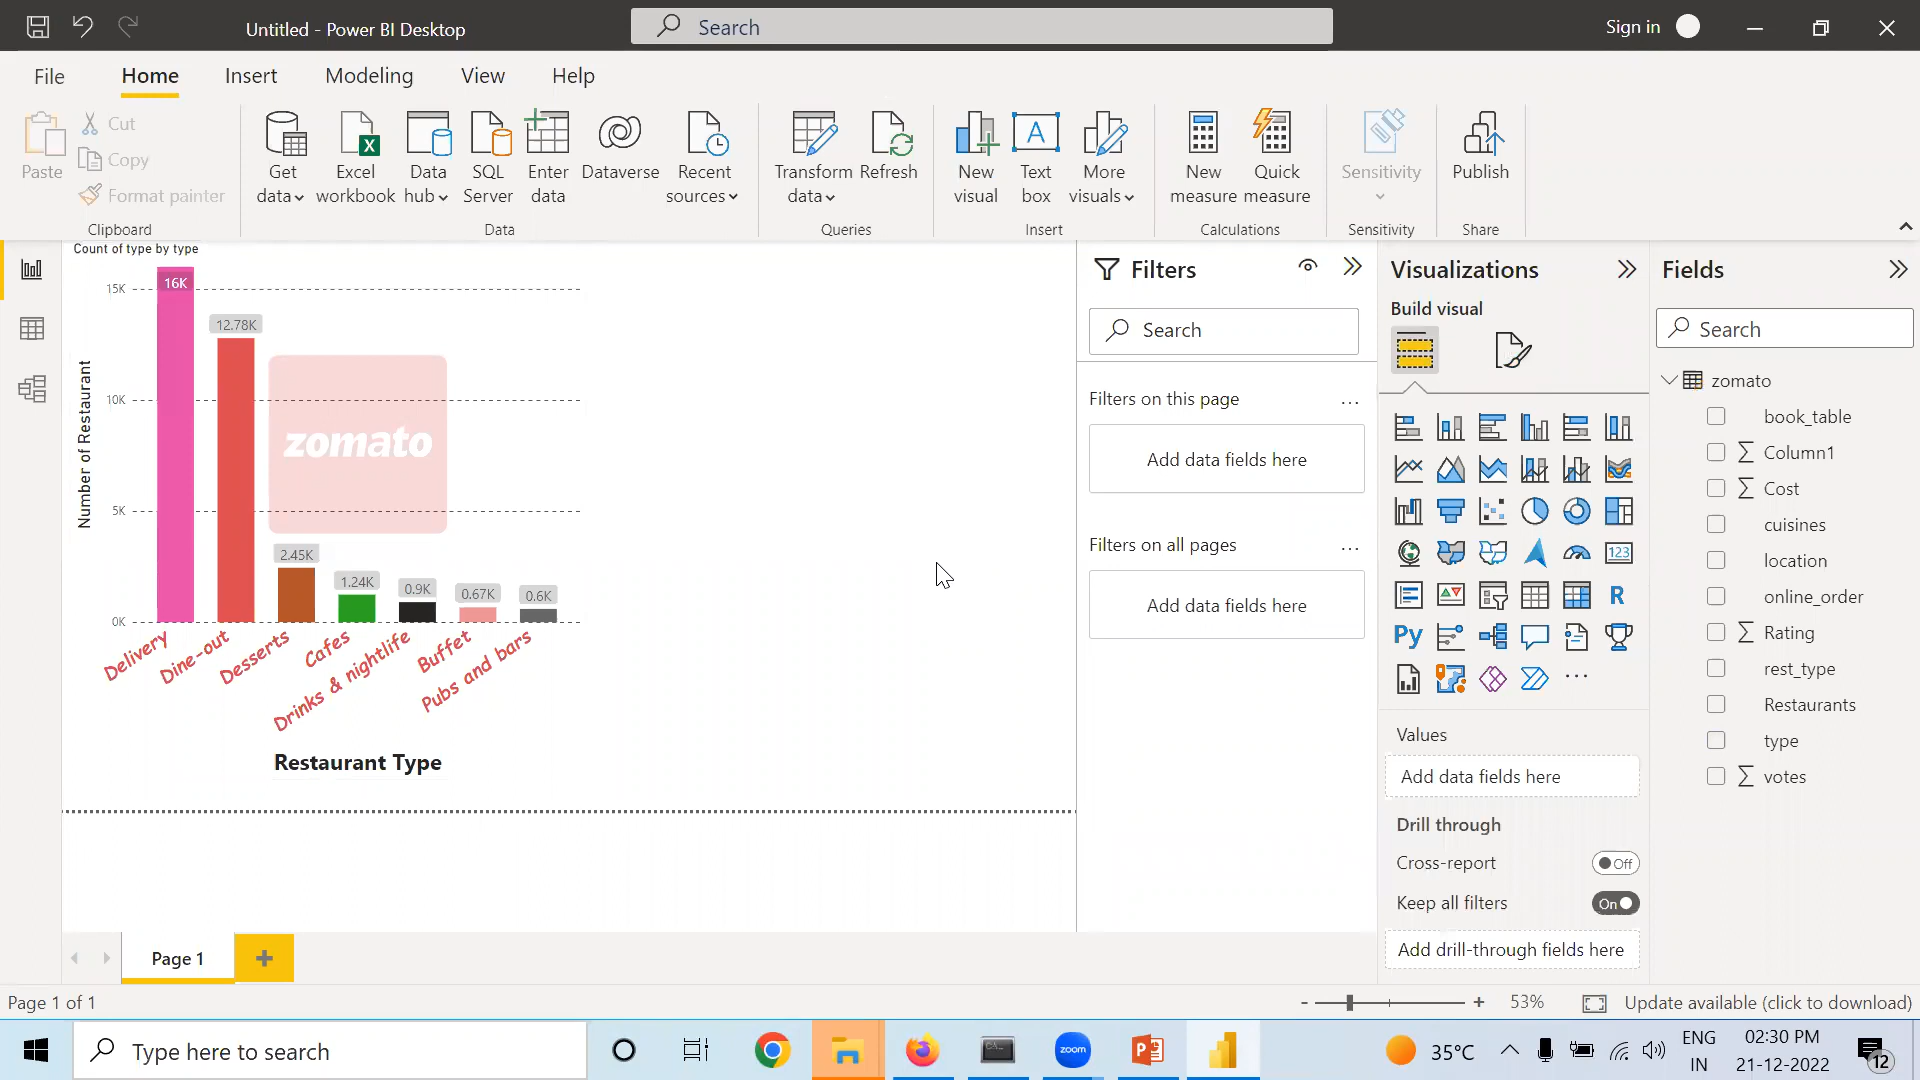 Untitled - Power BI Desktop
Search
Sign in
File
Home
Insert
Modeling
View
Help
Paste
Cut
Copy
Format painter
Clipboard
Get data
Excel workbook
Data hub
SQL Server
Enter data
Dataverse
Recent sources
Data
Transform data
Refresh
Queries
New visual
Text box
More visuals
Insert
New measure
Quick measure
Calculations
Sensitivity
Sensitivity
Publish
Share
Count of type by type
Number of Restaurant
15K
10K
5K
0K
16K
12.78K
2.45K
1.24K
0.9K
0.67K
0.6K
zomato
Delivery
Dine-out
Desserts
Cafes
Drinks & nightlife
Buffet
Pubs and bars
Restaurant Type
Filters
Search
Filters on this page
...
Add data fields here
Filters on all pages
...
Add data fields here
Visualizations
Build visual
123
R
Py
...
Values
Add data fields here
Drill through
Cross-report
Off
Keep all filters
On
Add drill-through fields here
Fields
Search
zomato
book_table
Column1
Cost
cuisines
location
online_order
Rating
rest_type
Restaurants
type
votes
Page 1
Page 1 of 1
- + 53%
Update available (click to download)
Type here to search
zoom
35°C
ENG
IN
02:30 PM
21-12-2022
12